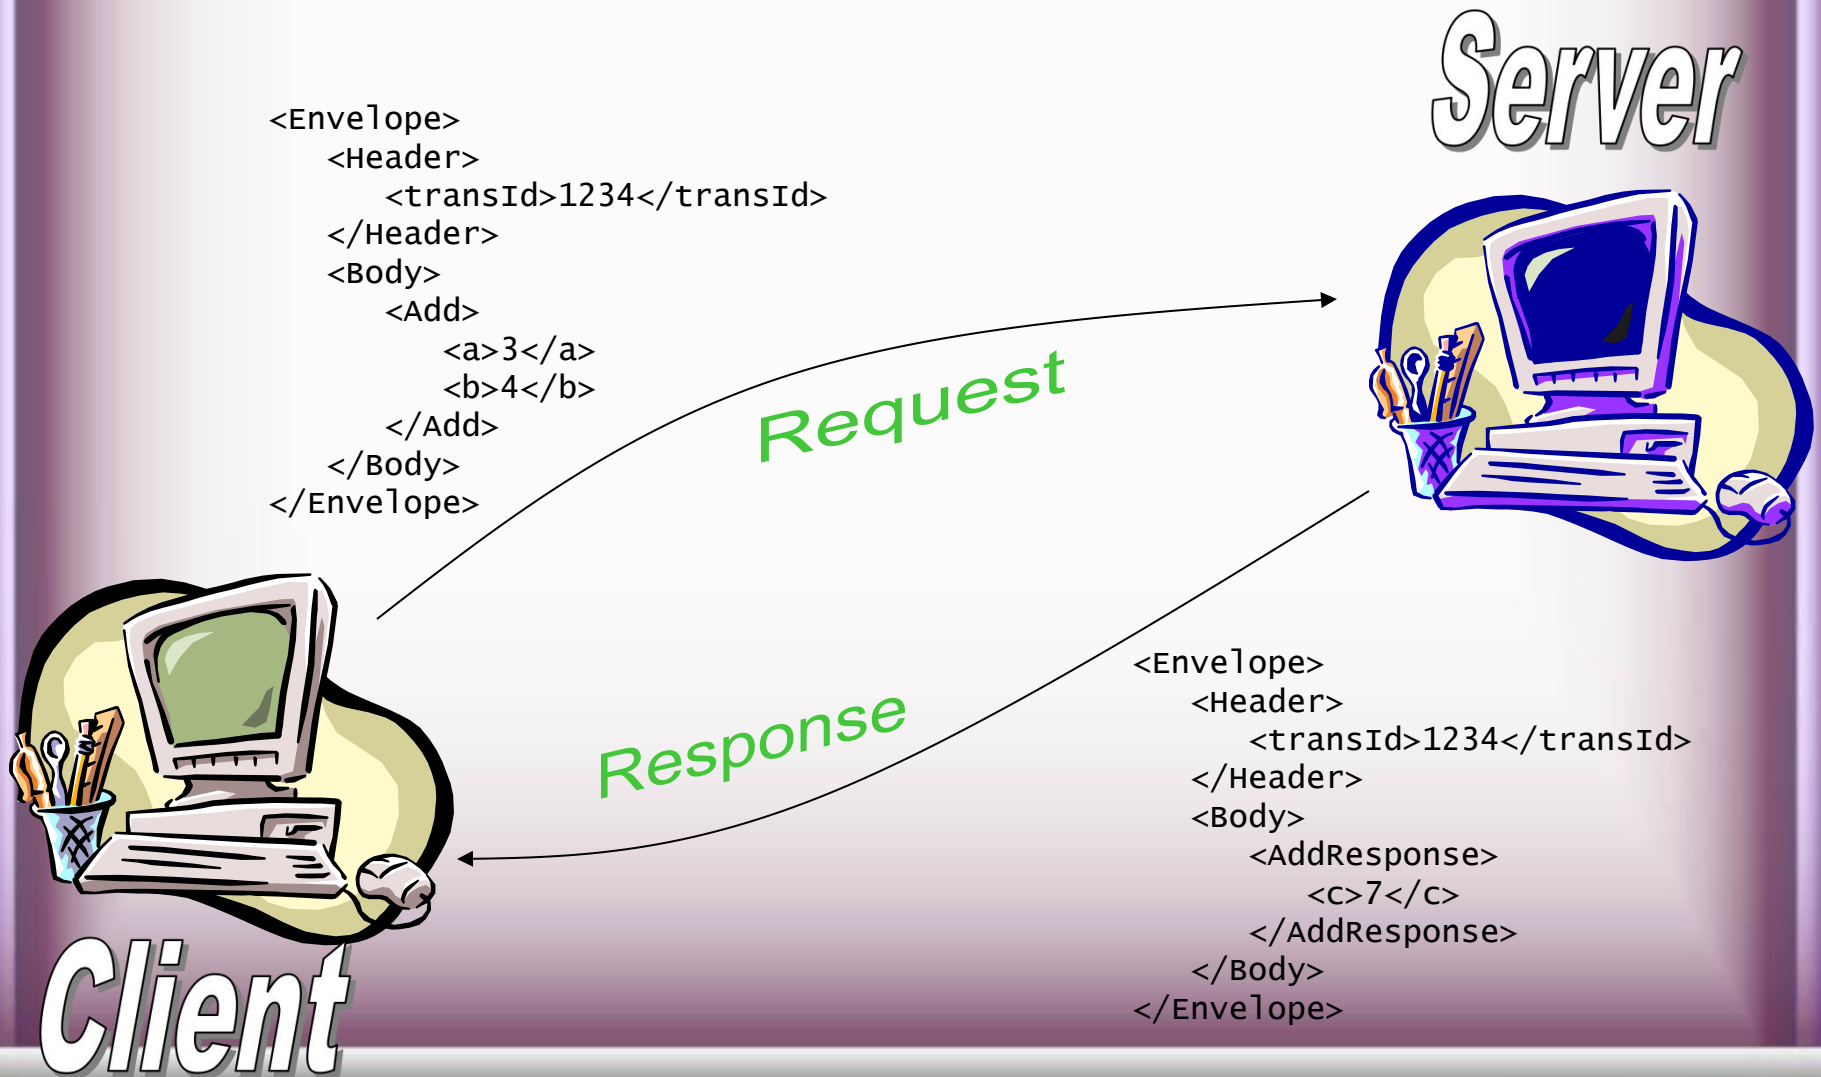 Server
<Envelope>
<Header>
<transId>1234</transId>
</Header>
<Body>
<Add>
<a>3</a>
<b>4</b>
</Add>
</Body>
</Envelope>
Request
Response
<Envelope>
<Header>
<transId>1234</transId>
</Header>
<Body>
<AddResponse>
<c>7</c>
</AddResponse>
</Body>
</Envelope>
Client